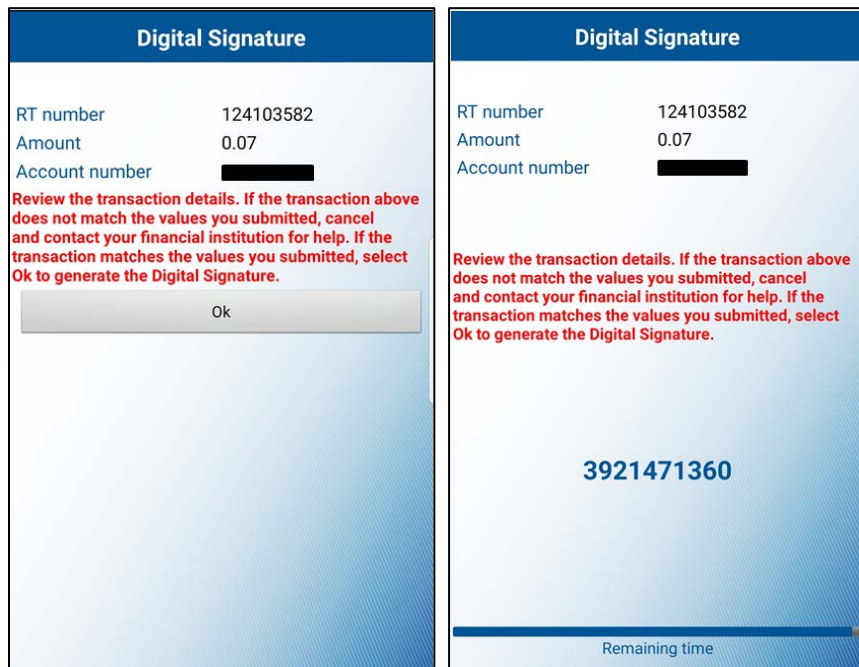 Digital Signature
RT number 124103582
Amount 0.07
Account number
Review the transaction details. If the transaction above
does not match the values you submitted, cancel
and contact your financial institution for help. If the
transaction matches the values you submitted, select
Ok to generate the Digital Signature.
Ok
Digital Signature
RT number 124103582
Amount 0.07
Account number
Review the transaction details. If the transaction above
does not match the values you submitted, cancel
and contact your financial institution for help. If the
transaction matches the values you submitted, select
Ok to generate the Digital Signature.
3921471360
Remaining time